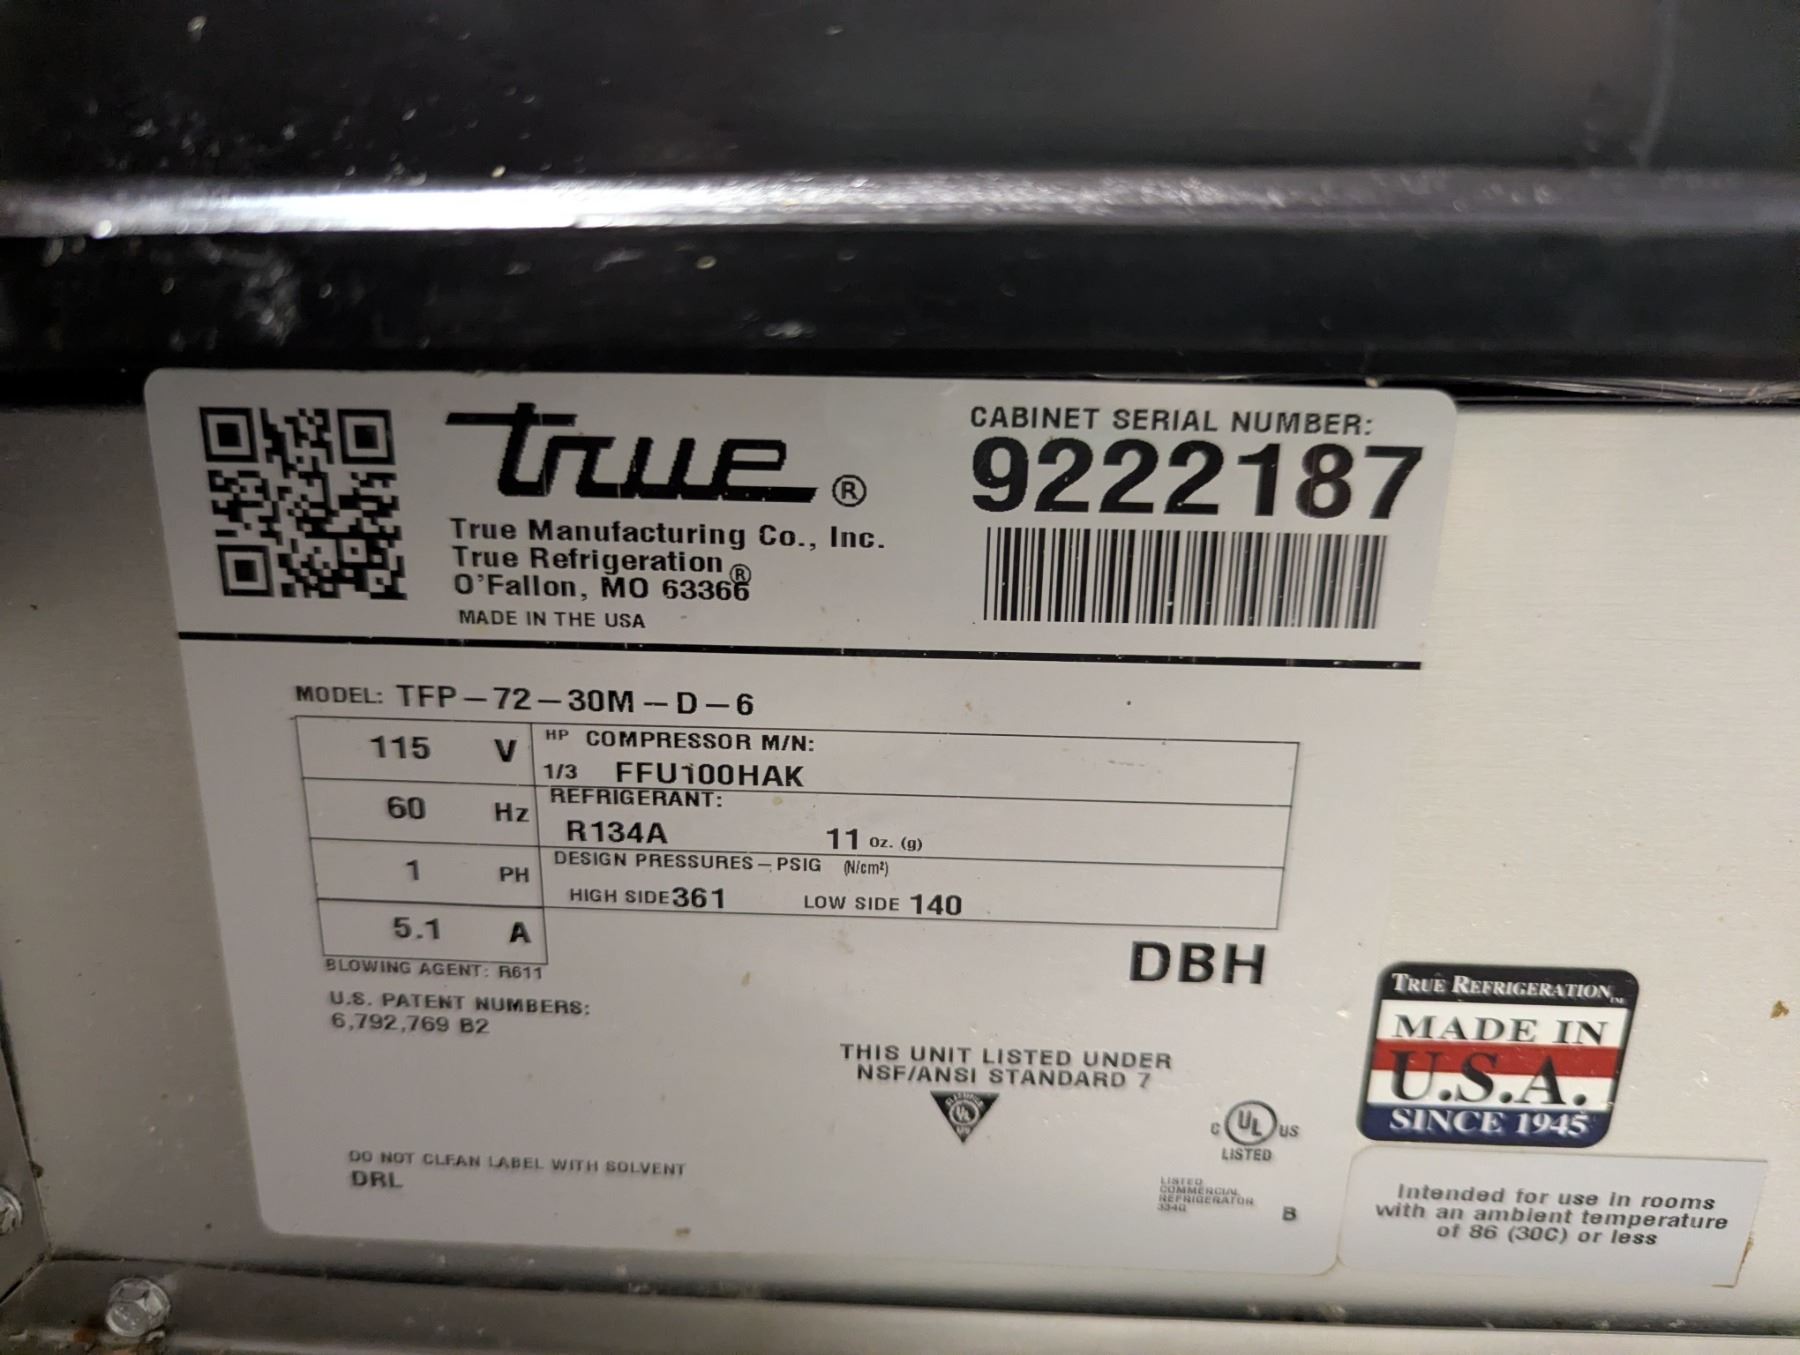 true®
True Manufacturing Co., Inc.
True Refrigeration®
O'Fallon, MO 63366
MADE IN THE USA
CABINET SERIAL NUMBER:
9222187
MODEL: TFP-72-30M-D-6
115 V
60 Hz
1 PH
5.1 A
HP COMPRESSOR M/N:
1/3 FFU100HAK
REFRIGERANT:
R134A 11 oz. (g)
DESIGN PRESSURES-PSIG (N/cm²)
HIGH SIDE 361 LOW SIDE 140
BLOWING AGENT: R611
U.S. PATENT NUMBERS:
6,792,769 B2
DBH
THIS UNIT LISTED UNDER
NSF/ANSI STANDARD 7
UL
C UL US
LISTED
LISTED
COMMERCIAL
REFRIGERATOR
B
DO NOT CLEAN LABEL WITH SOLVENT
DRL
TRUE REFRIGERATION
MADE IN
U.S.A.
SINCE 1945
Intended for use in rooms
with an ambient temperature
of 86 (30C) or less